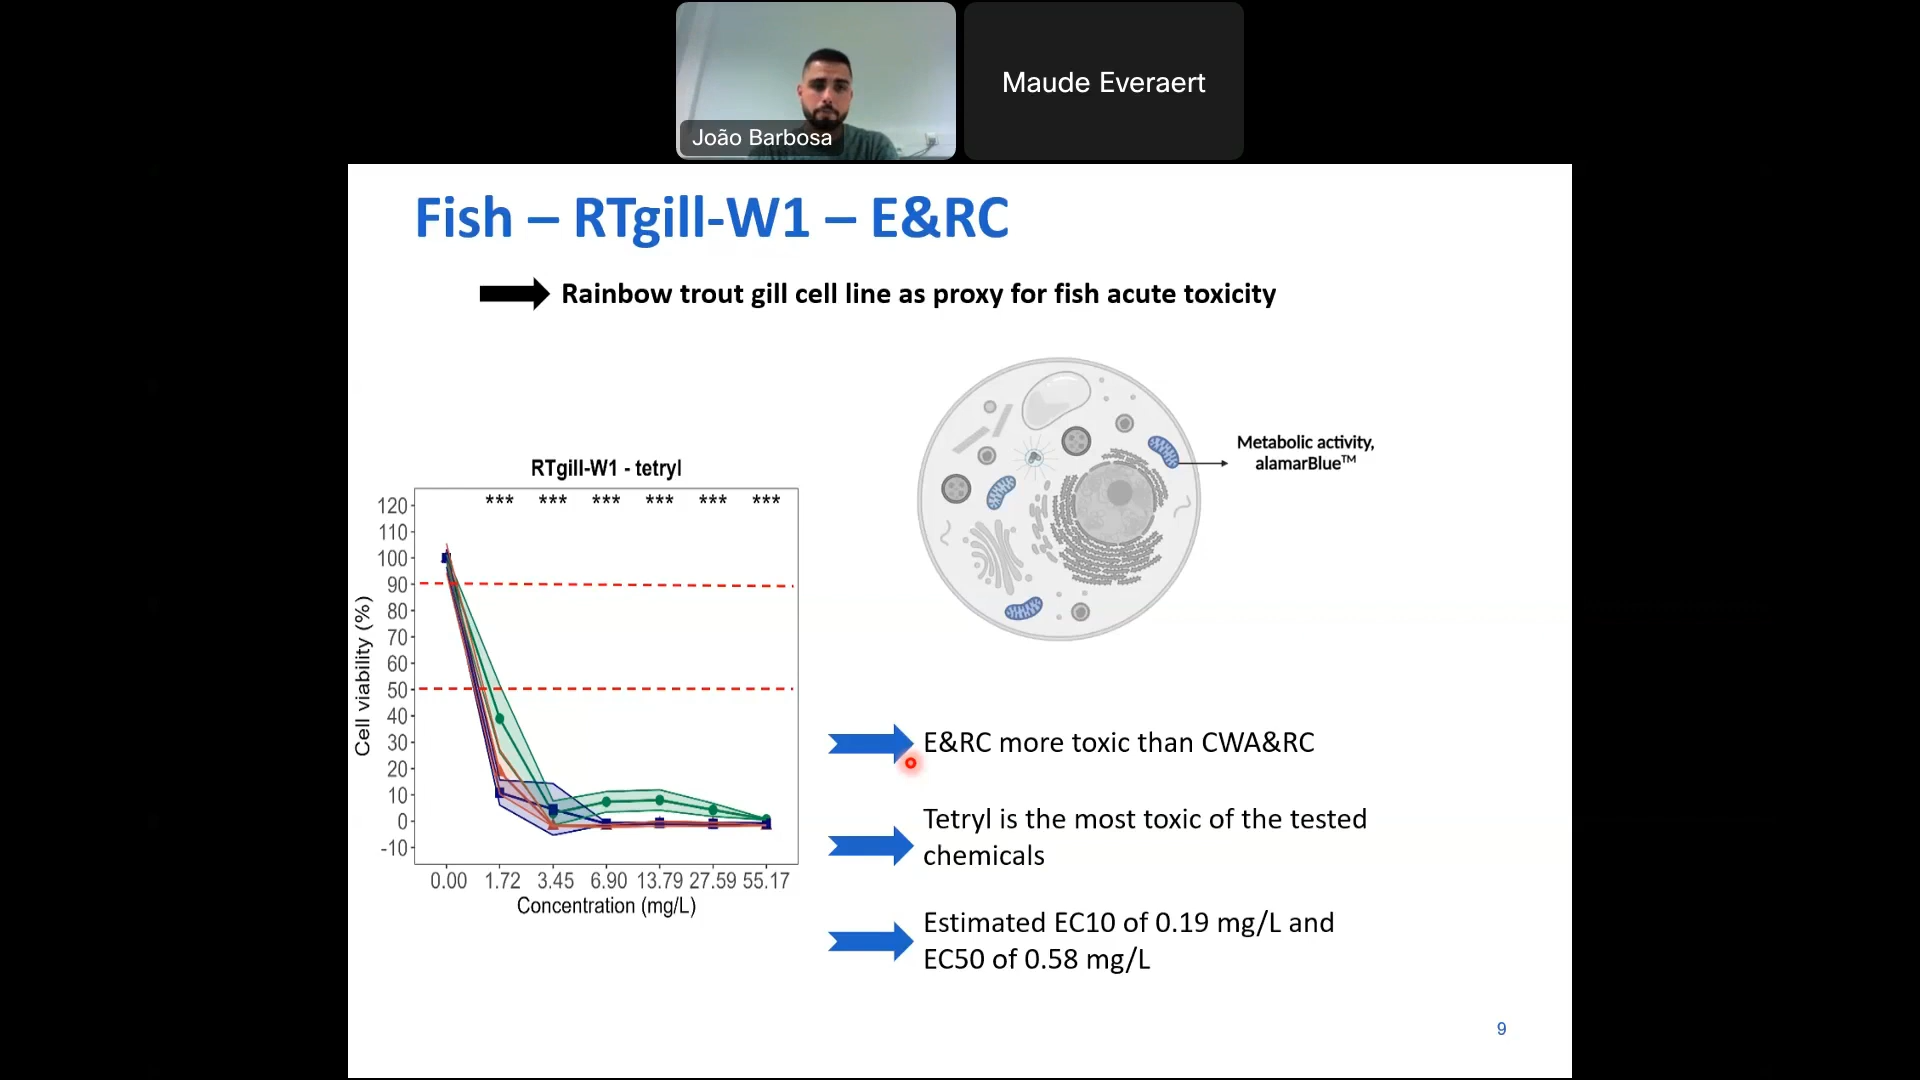 João Barbosa
Maude Everaert
Fish – RTgill-W1 – E&RC
Rainbow trout gill cell line as proxy for fish acute toxicity
Metabolic activity,
alamarBlue™
RTgill-W1 - tetryl
*** *** *** *** *** ***
120
110
100
90
80
70
60
50
40
30
20
10
0
-10
Cell viability (%)
0.00 1.72 3.45 6.90 13.79 27.59 55.17
Concentration (mg/L)
E&RC more toxic than CWA&RC
Tetryl is the most toxic of the tested
chemicals
Estimated EC10 of 0.19 mg/L and
EC50 of 0.58 mg/L
9